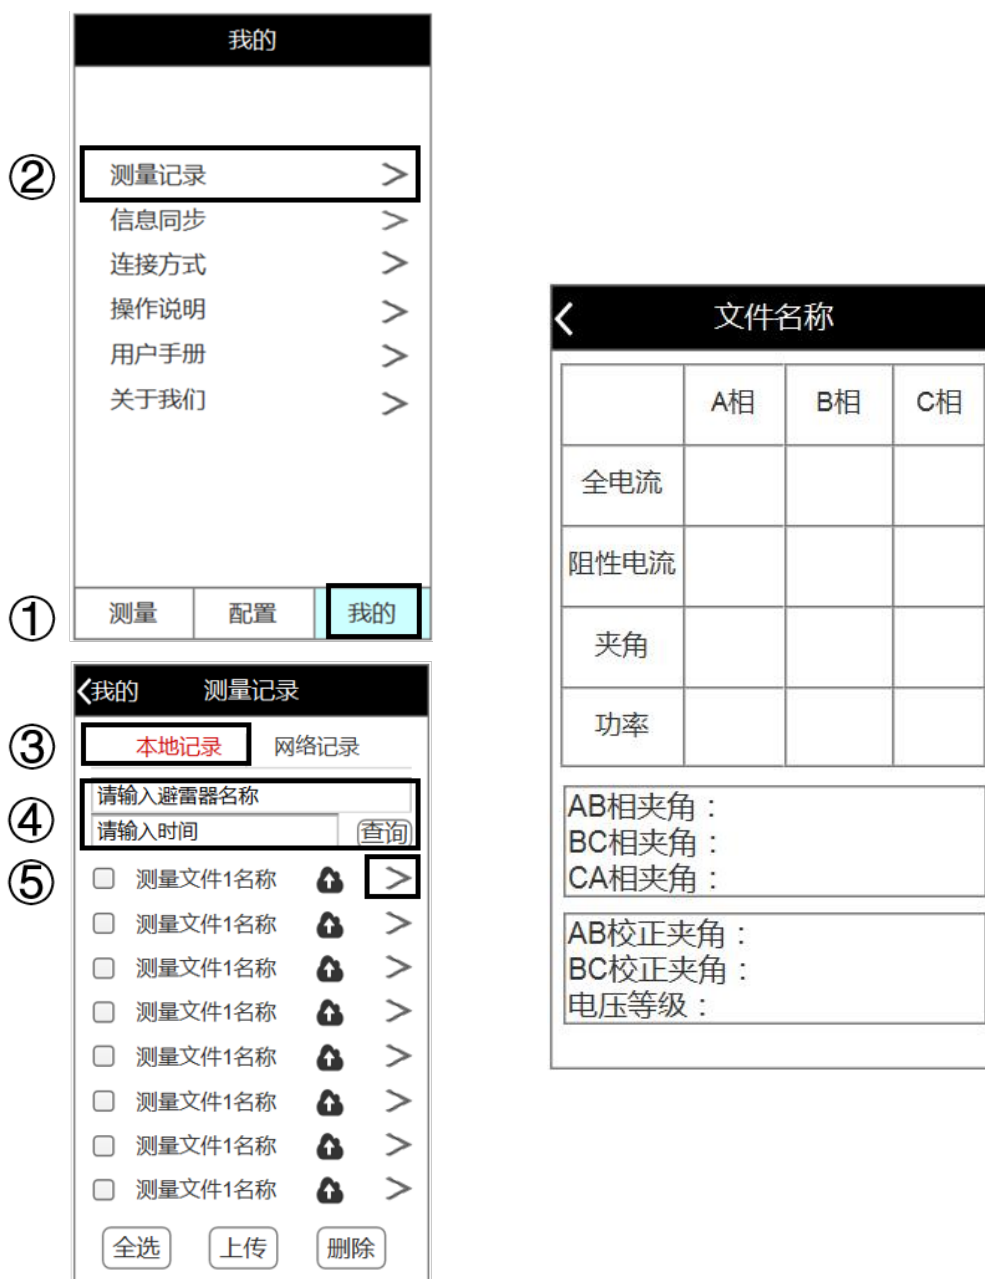 我的
② 测量记录 >
信息同步 >
连接方式 >
操作说明 >
用户手册 >
关于我们 >
① 测量 配置 我的
<我的 测量记录
③ 本地记录 网络记录
④ 请输入避雷器名称
请输入时间 查询
⑤ 测量文件1名称 >
测量文件1名称 >
测量文件1名称 >
测量文件1名称 >
测量文件1名称 >
测量文件1名称 >
测量文件1名称 >
测量文件1名称 >
全选 上传 删除
< 文件名称
A相 B相 C相
全电流
阻性电流
夹角
功率
AB相夹角：
BC相夹角：
CA相夹角：
AB校正夹角：
BC校正夹角：
电压等级：